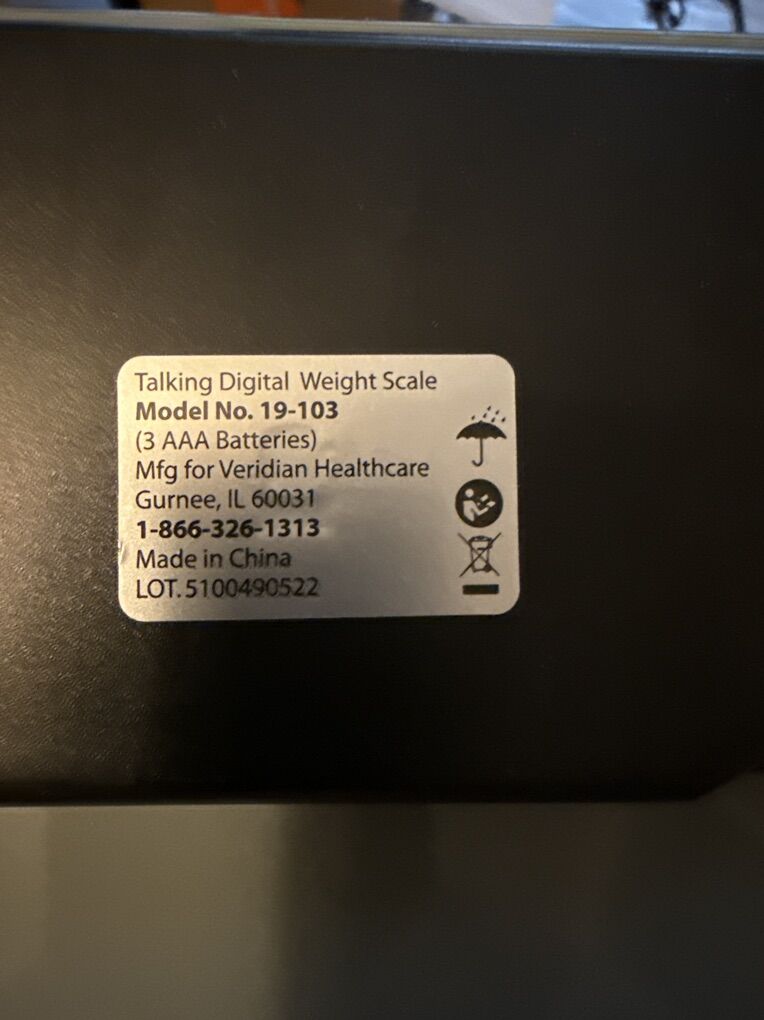 Talking Digital Weight Scale
Model No. 19-103
(3 AAA Batteries)
Mfg for Veridian Healthcare
Gurnee, IL 60031
1-866-326-1313
Made in China
LOT. 5100490522